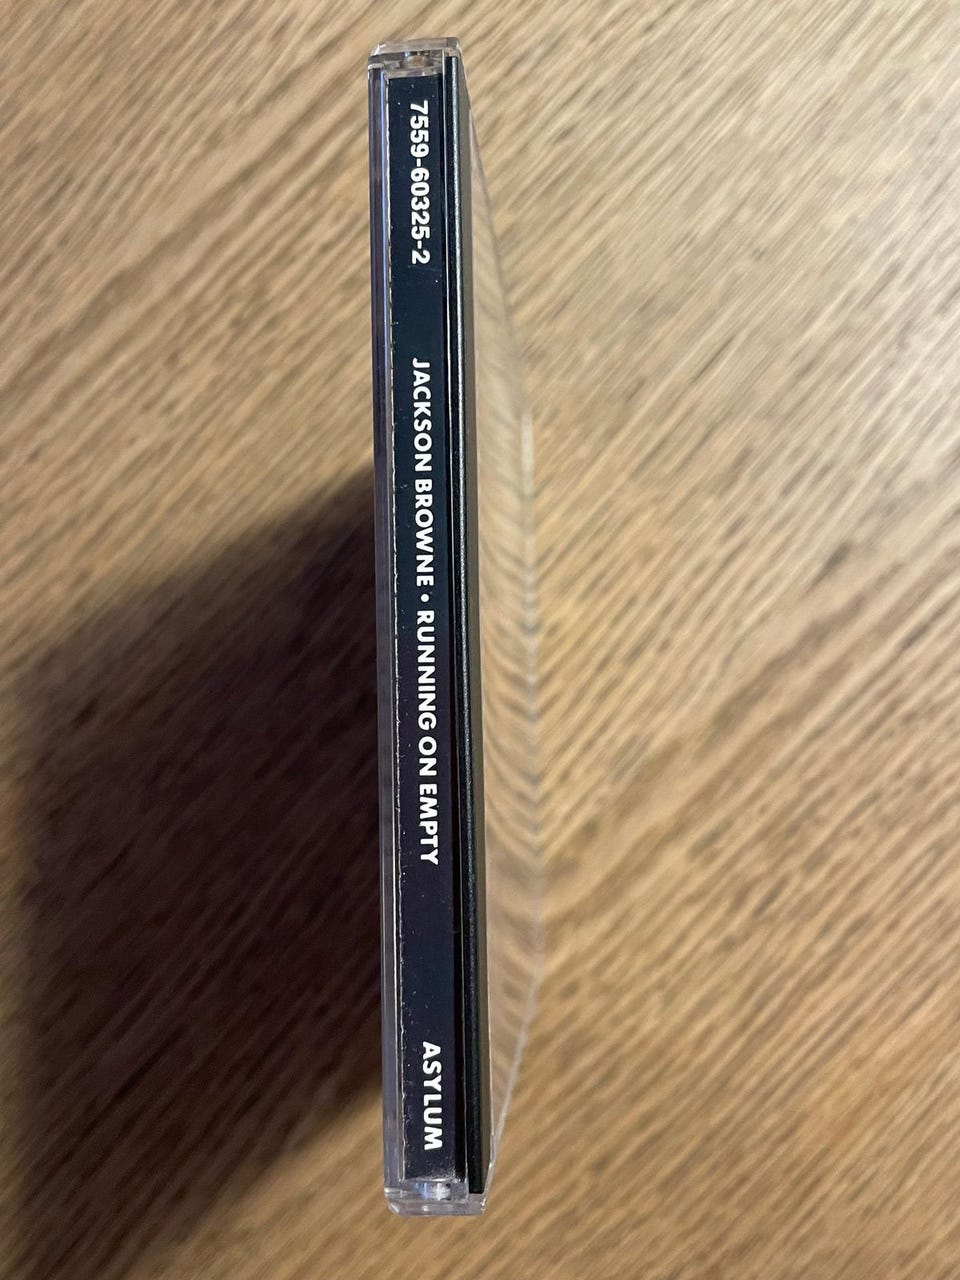 7559-60325-2
JACKSON BROWNE • RUNNING ON EMPTY
ASYLUM